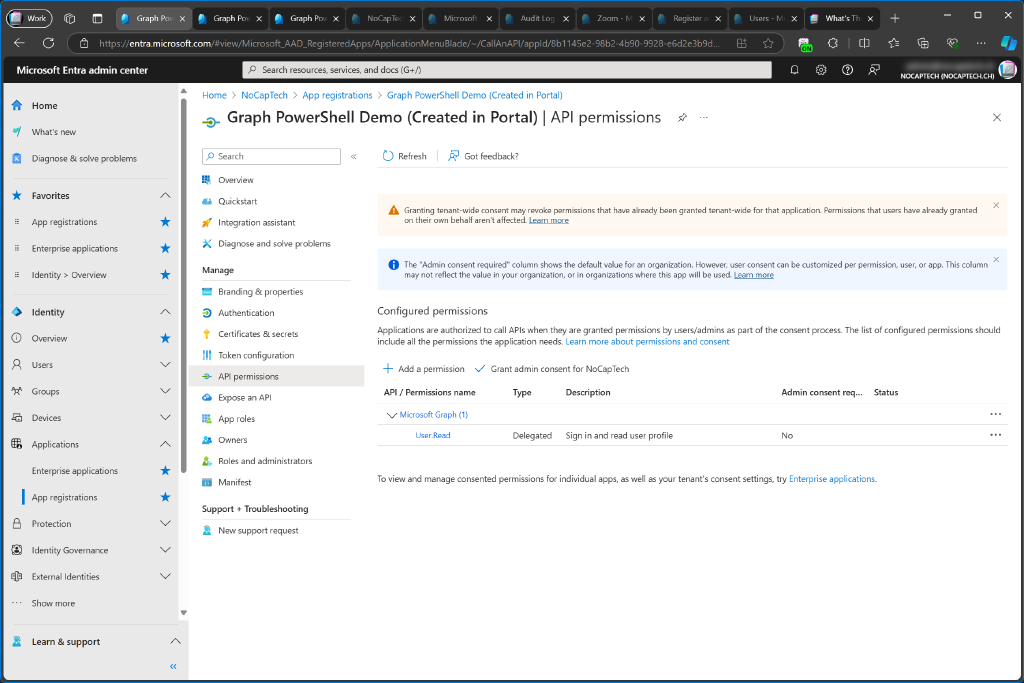 Work
Graph Po
Graph Pow
Graph Pow
NoCapTec
Microsoft
Audit Log
Zoom - M
Register a
Users - M
What's Th
https://entra.microsoft.com/#view/Microsoft_AAD_RegisteredApps/ApplicationMenuBlade/~/CallAnAPI/appId/8b1145e2-98b2-4b90-9928-e6d2e3b9d...
ON
Microsoft Entra admin center
Search resources, services, and docs (G+/)
NOCAPTECH (NOCAPTECH.CH)
Home
What's new
Diagnose & solve problems
Favorites
App registrations
Enterprise applications
Identity > Overview
Identity
Overview
Users
Groups
Devices
Applications
Enterprise applications
App registrations
Protection
Identity Governance
External Identities
Show more
Learn & support
Home > NoCapTech > App registrations > Graph PowerShell Demo (Created in Portal)
Graph PowerShell Demo (Created in Portal) | API permissions
Search
Overview
Quickstart
Integration assistant
Diagnose and solve problems
Manage
Branding & properties
Authentication
Certificates & secrets
Token configuration
API permissions
Expose an API
App roles
Owners
Roles and administrators
Manifest
Support + Troubleshooting
New support request
Refresh
Got feedback?
Granting tenant-wide consent may revoke permissions that have already been granted tenant-wide for that application. Permissions that users have already granted
on their own behalf aren't affected. Learn more
The "Admin consent required" column shows the default value for an organization. However, user consent can be customized per permission, user, or app. This column
may not reflect the value in your organization, or in organizations where this app will be used. Learn more
Configured permissions
Applications are authorized to call APIs when they are granted permissions by users/admins as part of the consent process. The list of configured permissions should
include all the permissions the application needs. Learn more about permissions and consent
Add a permission
Grant admin consent for NoCapTech
API / Permissions name Type Description Admin consent req... Status
Microsoft Graph (1)
User.Read Delegated Sign in and read user profile No
To view and manage consented permissions for individual apps, as well as your tenant's consent settings, try Enterprise applications.